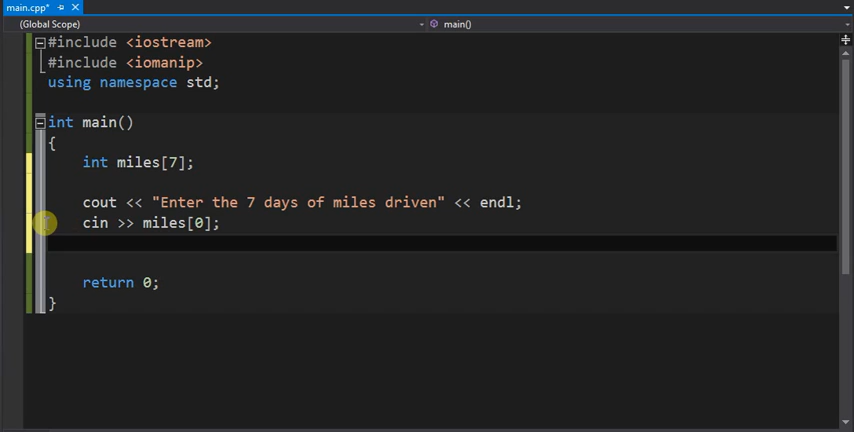 main.cpp*
(Global Scope) main()
#include <iostream>
#include <iomanip>
using namespace std;
int main()
{
int miles[7];
cout << "Enter the 7 days of miles driven" << endl;
cin >> miles[0];
return 0;
}